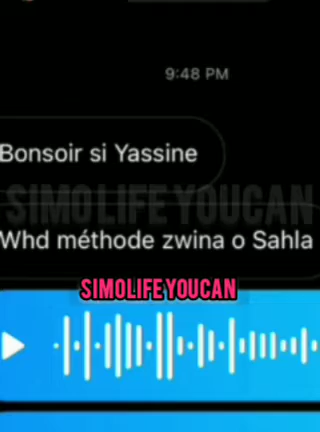 9:48 PM
Bonsoir si Yassine
SIMOLIFE YOUCAN
Whd méthode zwina o Sahla
SIMOLIFE YOUCAN